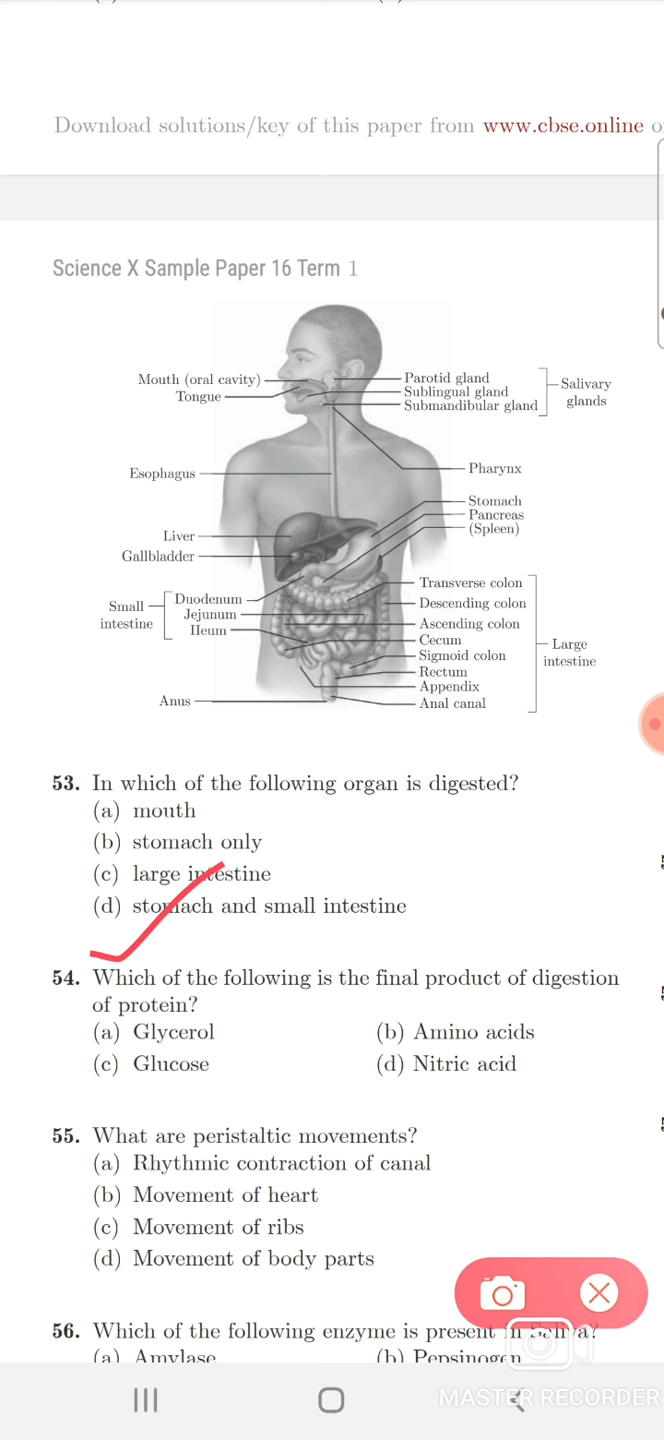 Download solutions/key of this paper from www.cbse.online
Science X Sample Paper 16 Term 1
Mouth (oral cavity)
Tongue
Parotid gland
Sublingual gland
Submandibular gland
Salivary
glands
Esophagus
Pharynx
Stomach
Pancreas
(Spleen)
Liver
Gallbladder
Small
intestine
Duodenum
Jejunum
Ileum
Transverse colon
Descending colon
Ascending colon
Cecum
Sigmoid colon
Rectum
Appendix
Anal canal
Large
intestine
Anus
53. In which of the following organ is digested?
(a) mouth
(b) stomach only
(c) large intestine
(d) stomach and small intestine
54. Which of the following is the final product of digestion
of protein?
(a) Glycerol (b) Amino acids
(c) Glucose (d) Nitric acid
55. What are peristaltic movements?
(a) Rhythmic contraction of canal
(b) Movement of heart
(c) Movement of ribs
(d) Movement of body parts
56. Which of the following enzyme is present in Saliva?
(a) Amylase (b) Pepsinogen
MASTER RECORDER